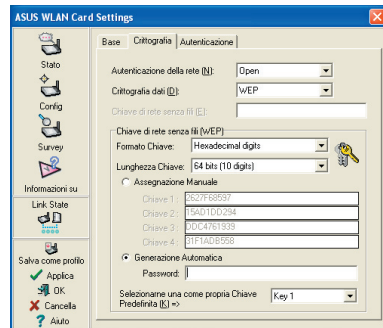 ASUS WLAN Card Settings
Stato
Config
Survey
Informazioni su
Link State
Salva come profilo
Applica
OK
Cancella
Aiuto
Base Crittografia Autenticazione
Autenticazione della rete (N): Open
Crittografia dati (D): WEP
Chiave di rete senza fili (E):
Chiave di rete senza fili (WEP)
Formato Chiave: Hexadecimal digits
Lunghezza Chiave: 64 bits (10 digits)
Assegnazione Manuale
Chiave 1: 2627F68597
Chiave 2: 15AD1DD294
Chiave 3: DDC4761939
Chiave 4: 31F1ADB558
Generazione Automatica
Password:
Selezionarne una come propria Chiave
Predefinita (K) => Key 1